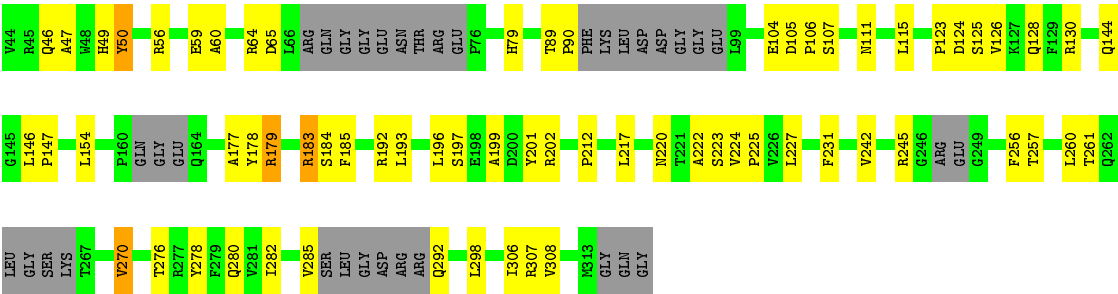 V44 R45 Q46 A47 W48 H49 Y50 R56 E59 A60 R64 D65 L66 ARG GLN GLY GLY GLU ASN THR ARG GLU P76 H79 T89 P90 PHE LYS LEU ASP ASP GLY GLY GLU L99 E104 D105 P106 S107 N111 L115 P123 D124 S125 V126 K127 Q128 F129 R130 Q144
G145 L146 P147 L154 P160 GLN GLY GLU Q164 A177 Y178 R179 R183 S184 F185 R192 L193 L196 S197 E198 A199 D200 Y201 R202 P212 L217 N220 T221 A222 S223 V224 P225 V226 L227 F231 V242 R245 G246 ARG GLU G249 F256 T257 L260 T261 Q262
LEU GLY SER LYS T267 V270 T276 R277 Y278 F279 Q280 V281 I282 V285 SER LEU GLY ASP ARG ARG Q292 L298 I306 R307 V308 M313 GLY GLN GLY